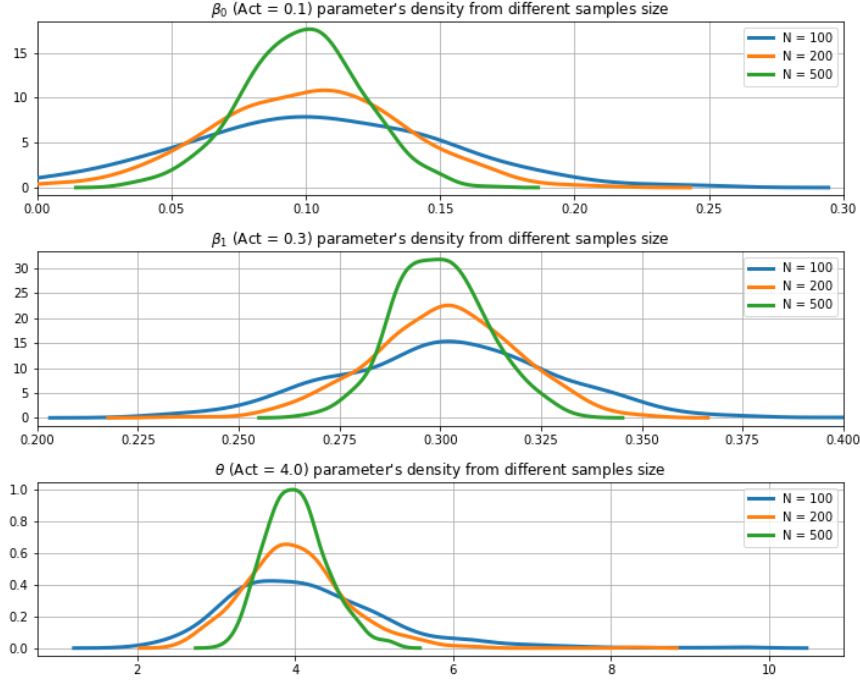 β₀ (Act = 0.1) parameter's density from different samples size
15
10
5
0
0.00 0.05 0.10 0.15 0.20 0.25 0.30
N = 100
N = 200
N = 500
β₁ (Act = 0.3) parameter's density from different samples size
30
25
20
15
10
5
0
0.200 0.225 0.250 0.275 0.300 0.325 0.350 0.375 0.400
N = 100
N = 200
N = 500
θ (Act = 4.0) parameter's density from different samples size
1.0
0.8
0.6
0.4
0.2
0.0
2 4 6 8 10
N = 100
N = 200
N = 500